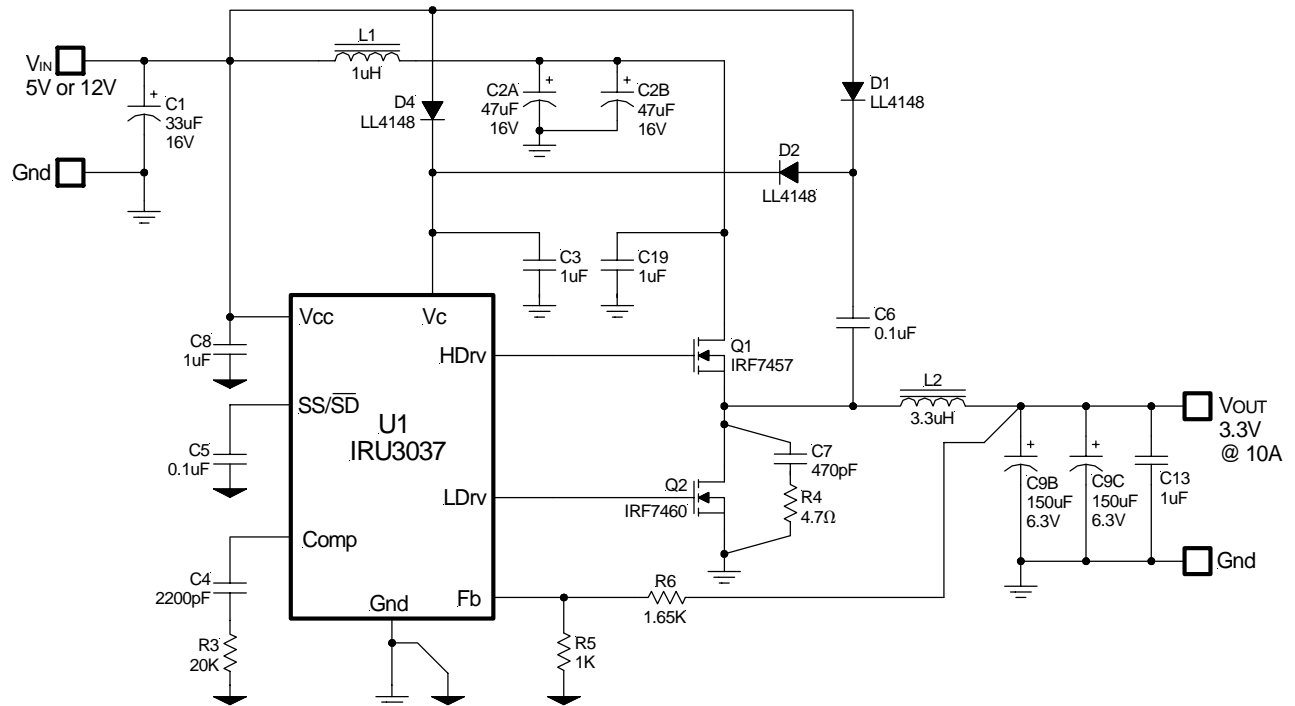 L1
1uH
VIN
5V or 12V
C1
33uF
16V
Gnd
D4
LL4148
C2A
47uF
16V
C2B
47uF
16V
D1
LL4148
D2
LL4148
C3
1uF
C19
1uF
C6
0.1uF
Vcc
Vc
C8
1uF
HDrv
Q1
IRF7457
SS/SD
U1
IRU3037
C5
0.1uF
L2
3.3uH
VOUT
3.3V
@ 10A
C7
470pF
R4
4.7Ω
LDrv
Q2
IRF7460
C9B
150uF
6.3V
C9C
150uF
6.3V
C13
1uF
Comp
C4
2200pF
R3
20K
Gnd
Fb
R6
1.65K
R5
1K
Gnd